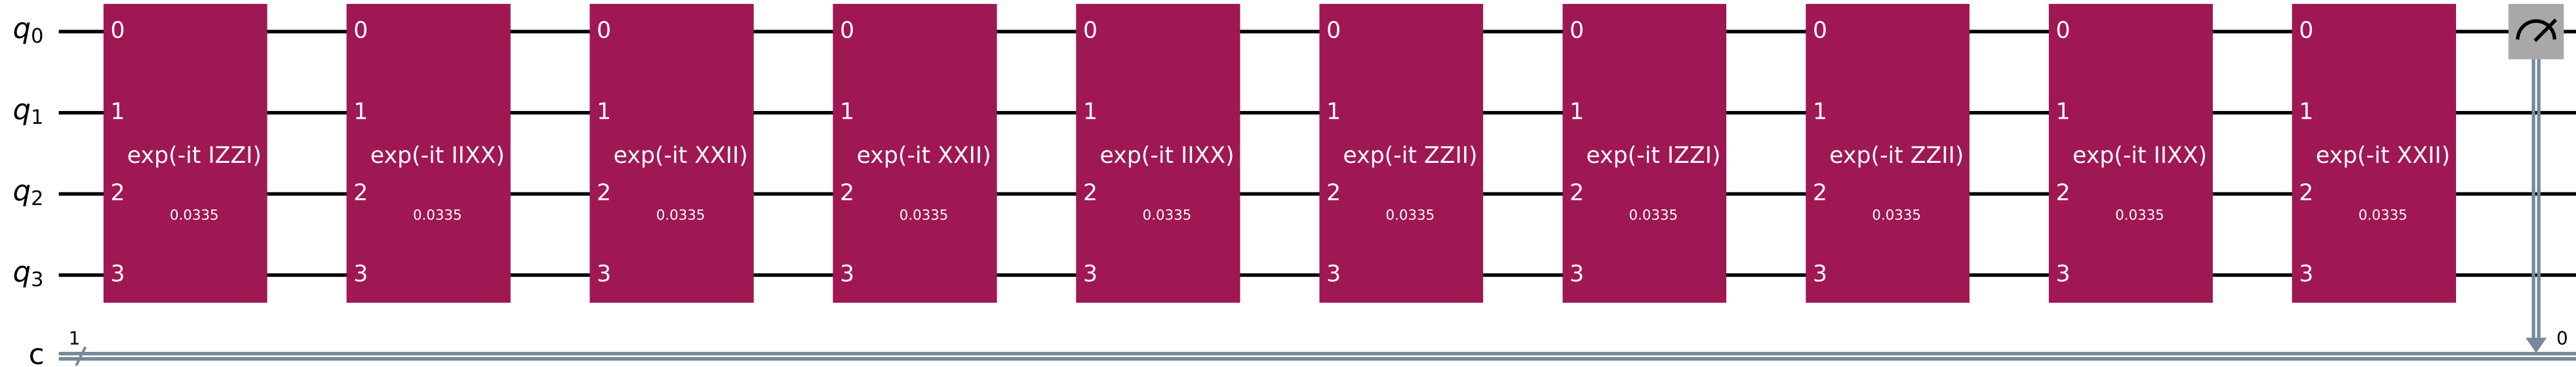 q0 0 0 0 0 0 0 0 0 0 0
q1 1 1 1 1 1 1 1 1 1 1
exp(-it IZZI) exp(-it IIXX) exp(-it XXII) exp(-it XXII) exp(-it IIXX) exp(-it ZZII) exp(-it IZZI) exp(-it ZZII) exp(-it IIXX) exp(-it XXII)
q2 2 2 2 2 2 2 2 2 2 2
0.0335 0.0335 0.0335 0.0335 0.0335 0.0335 0.0335 0.0335 0.0335 0.0335
q3 3 3 3 3 3 3 3 3 3 3
1 0
c